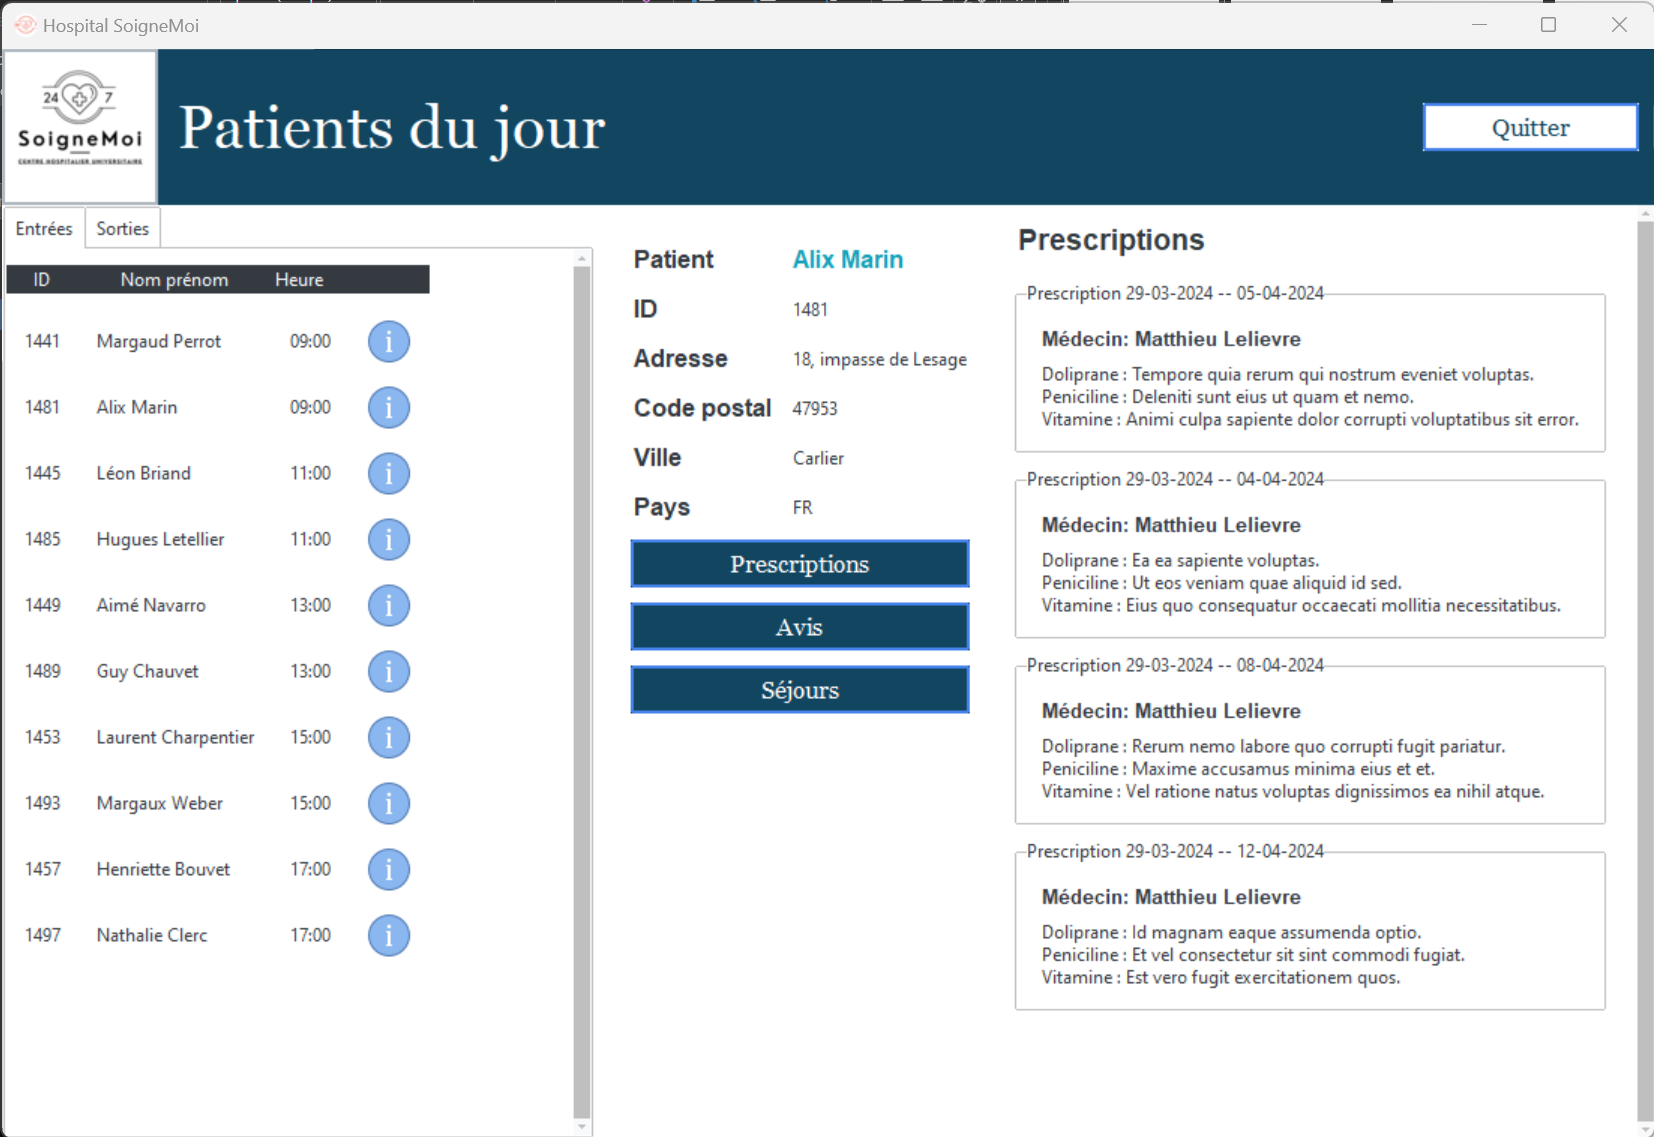 Hospital SoigneMoi
24 7
SoigneMoi
CENTRE HOSPITALIER UNIVERSITAIRE
Patients du jour
Quitter
Entrées Sorties
ID Nom prénom Heure
1441 Margaud Perrot 09:00 i
1481 Alix Marin 09:00 i
1445 Léon Briand 11:00 i
1485 Hugues Letellier 11:00 i
1449 Aimé Navarro 13:00 i
1489 Guy Chauvet 13:00 i
1453 Laurent Charpentier 15:00 i
1493 Margaux Weber 15:00 i
1457 Henriette Bouvet 17:00 i
1497 Nathalie Clerc 17:00 i
Patient Alix Marin
ID 1481
Adresse 18, impasse de Lesage
Code postal 47953
Ville Carlier
Pays FR
Prescriptions
Avis
Séjours
Prescriptions
Prescription 29-03-2024 -- 05-04-2024
Médecin: Matthieu Lelievre
Doliprane : Tempore quia rerum qui nostrum eveniet voluptas.
Peniciline : Deleniti sunt eius ut quam et nemo.
Vitamine : Animi culpa sapiente dolor corrupti voluptatibus sit error.
Prescription 29-03-2024 -- 04-04-2024
Médecin: Matthieu Lelievre
Doliprane : Ea ea sapiente voluptas.
Peniciline : Ut eos veniam quae aliquid id sed.
Vitamine : Eius quo consequatur occaecati mollitia necessitatibus.
Prescription 29-03-2024 -- 08-04-2024
Médecin: Matthieu Lelievre
Doliprane : Rerum nemo labore quo corrupti fugit pariatur.
Peniciline : Maxime accusamus minima eius et et.
Vitamine : Vel ratione natus voluptas dignissimos ea nihil atque.
Prescription 29-03-2024 -- 12-04-2024
Médecin: Matthieu Lelievre
Doliprane : Id magnam eaque assumenda optio.
Peniciline : Et vel consectetur sit sint commodi fugiat.
Vitamine : Est vero fugit exercitationem quos.